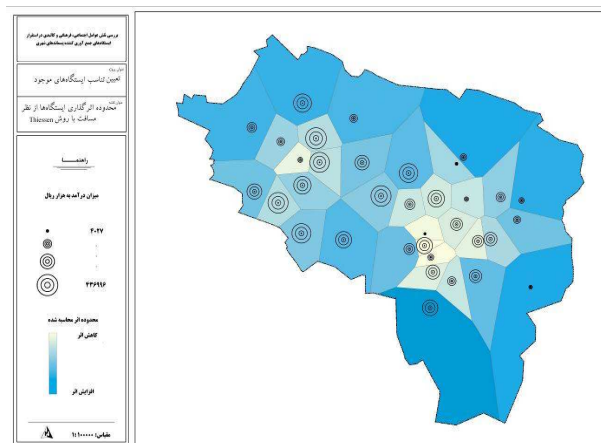 بررسی نقش عوامل اجتماعی، فرهنگی و کالبدی در استقرار
ایستگاه‌های جمع آوری کننده پسماندهای شهری
تعیین تناسب ایستگاه‌های موجود
محدوده اثرگذاری ایستگاه‌ها از نظر
مسافت با روش Thiessen
راهنمــــا
میزان درآمد به هزار ریال
۴۰۲۷
۲۳۶۹۹۶
محدوده اثر محاسبه شده
کاهش اثر
افزایش اثر
مقیاس: ۱:۱۰۰۰۰۰